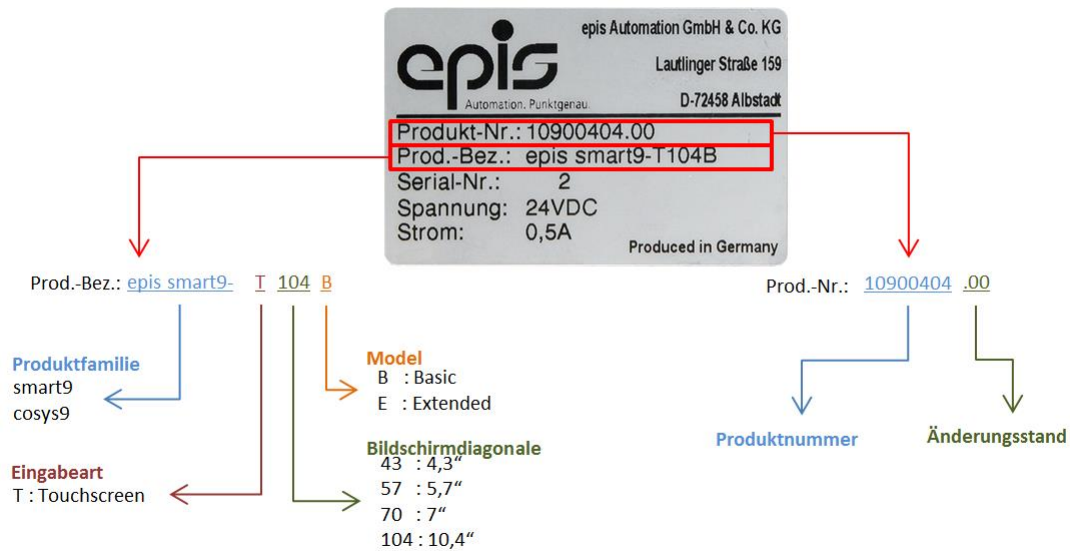 epis
Automation. Punktgenau.
epis Automation GmbH & Co. KG
Lautlinger Straße 159
D-72458 Albstadt
Produkt-Nr.: 10900404.00
Prod.-Bez.: epis smart9-T104B
Serial-Nr.: 2
Spannung: 24VDC
Strom: 0,5A
Produced in Germany
Prod.-Bez.: epis smart9- T 104 B
Prod.-Nr.: 10900404 .00
Produktfamilie
smart9
cosys9
Eingabeart
T : Touchscreen
Model
B : Basic
E : Extended
Bildschirmdiagonale
43 : 4,3“
57 : 5,7“
70 : 7“
104 : 10,4“
Produktnummer
Änderungsstand